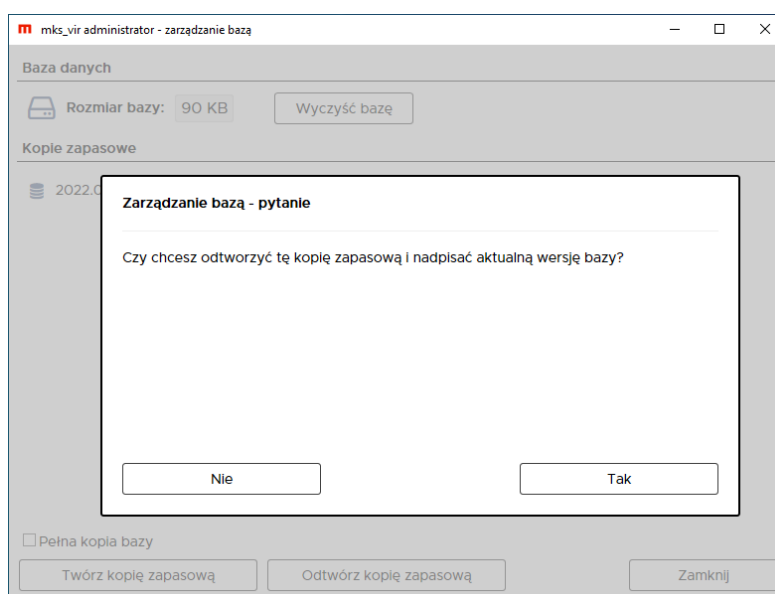 mks_vir administrator - zarządzanie bazą
Baza danych
Rozmiar bazy: 90 KB Wyczyść bazę
Kopie zapasowe
Zarządzanie bazą - pytanie
Czy chcesz odtworzyć tę kopię zapasową i nadpisać aktualną wersję bazy?
Nie Tak
Pełna kopia bazy
Twórz kopię zapasową Odtwórz kopię zapasową Zamknij